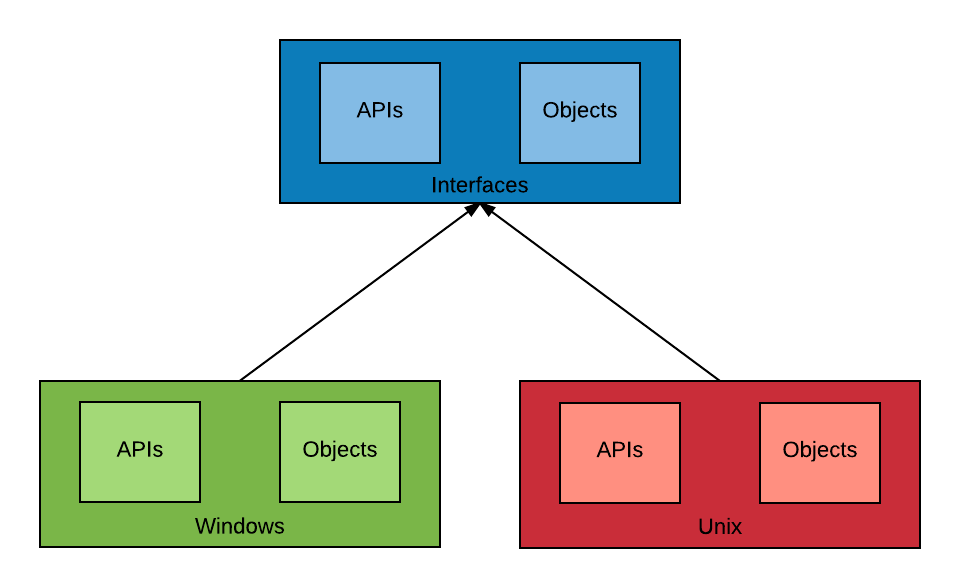 APIs
Objects
Interfaces
APIs
Objects
Windows
APIs
Objects
Unix